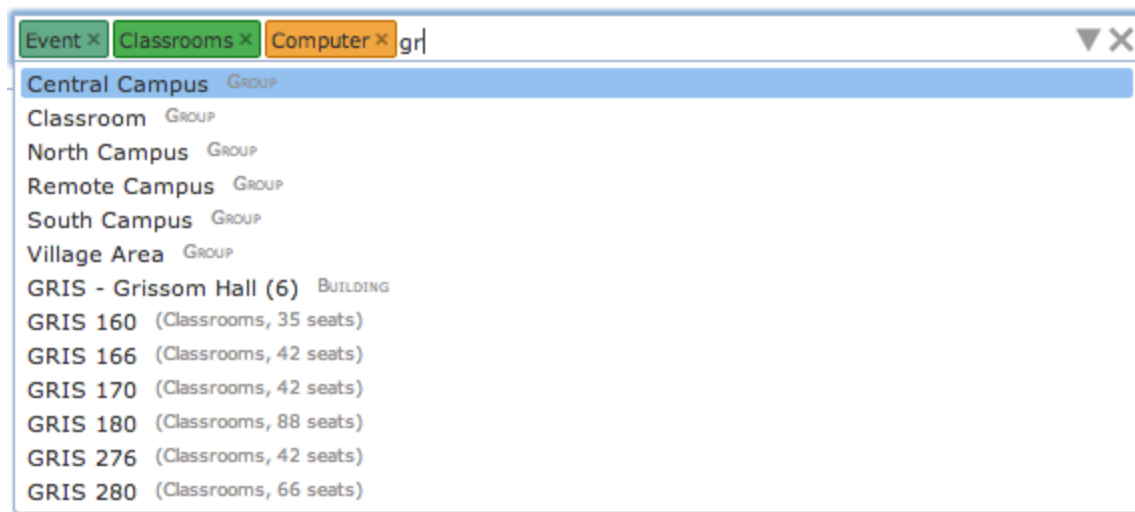 Event × Classrooms × Computer × gr
Central Campus Group
Classroom Group
North Campus Group
Remote Campus Group
South Campus Group
Village Area Group
GRIS - Grissom Hall (6) Building
GRIS 160 (Classrooms, 35 seats)
GRIS 166 (Classrooms, 42 seats)
GRIS 170 (Classrooms, 42 seats)
GRIS 180 (Classrooms, 88 seats)
GRIS 276 (Classrooms, 42 seats)
GRIS 280 (Classrooms, 66 seats)